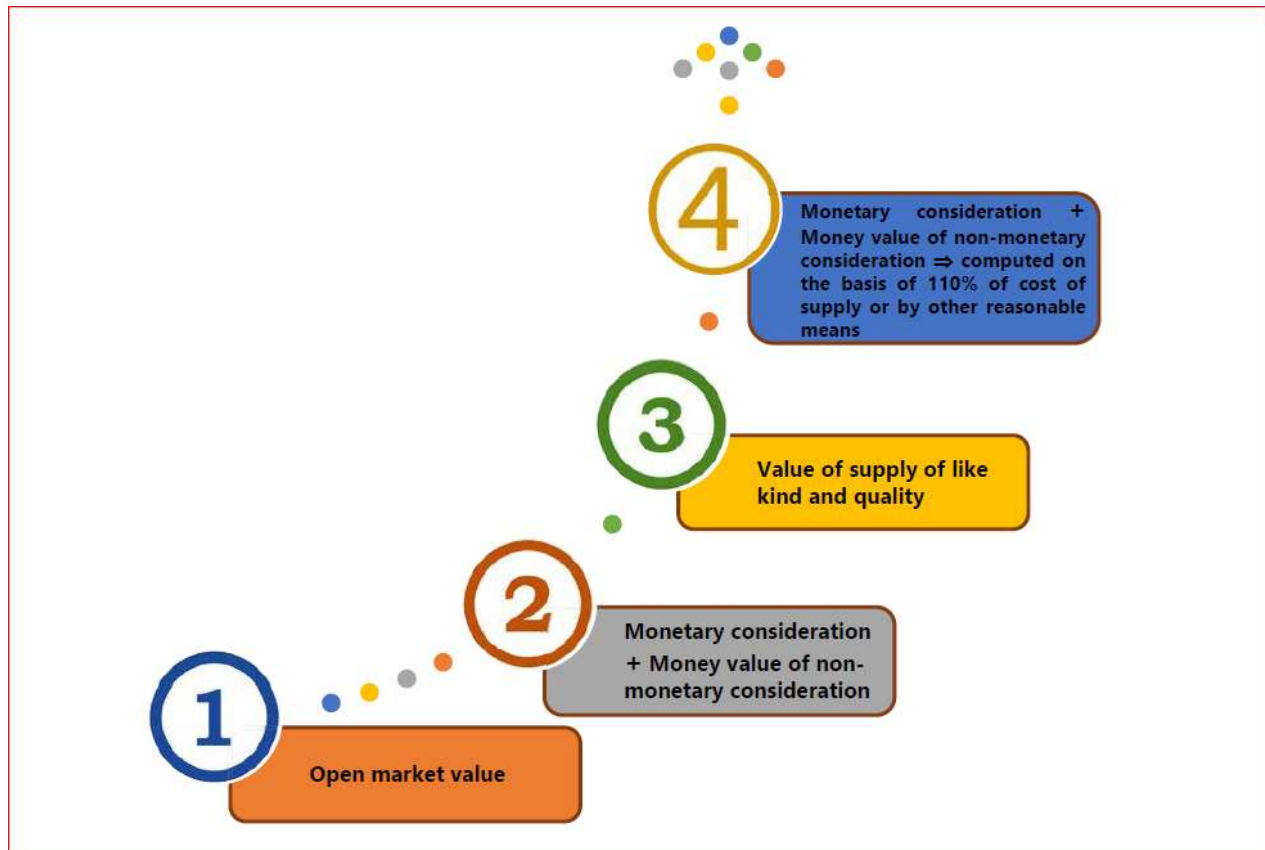 4
Monetary consideration +
Money value of non-monetary
consideration ⇒ computed on
the basis of 110% of cost of
supply or by other reasonable
means
3
Value of supply of like
kind and quality
2
Monetary consideration
+ Money value of non-
monetary consideration
1
Open market value